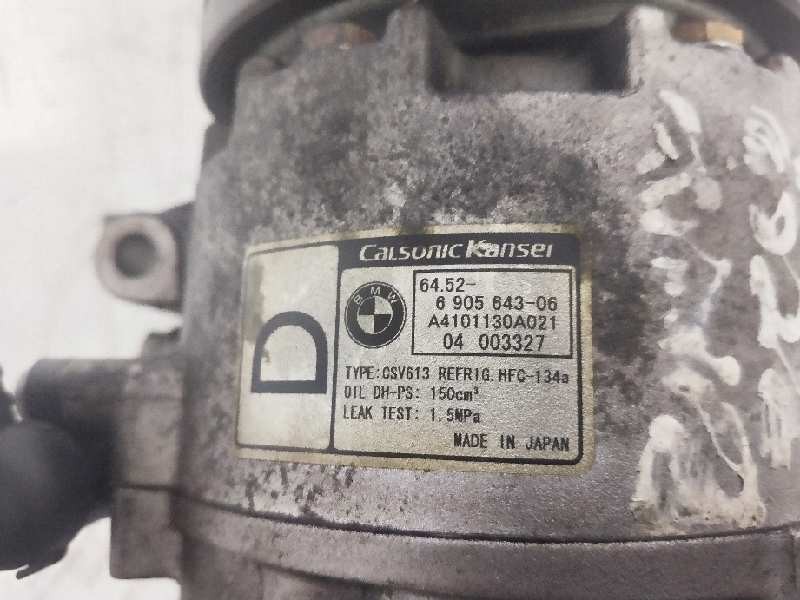 Calsonic Kansei
BMW
D
64.52-
6 905 643-06
A4101130A021
04 003327
TYPE:CSV613 REFRIG. HFC-134a
OIL DH-PS: 150cm³
LEAK TEST: 1.5MPa
MADE IN JAPAN